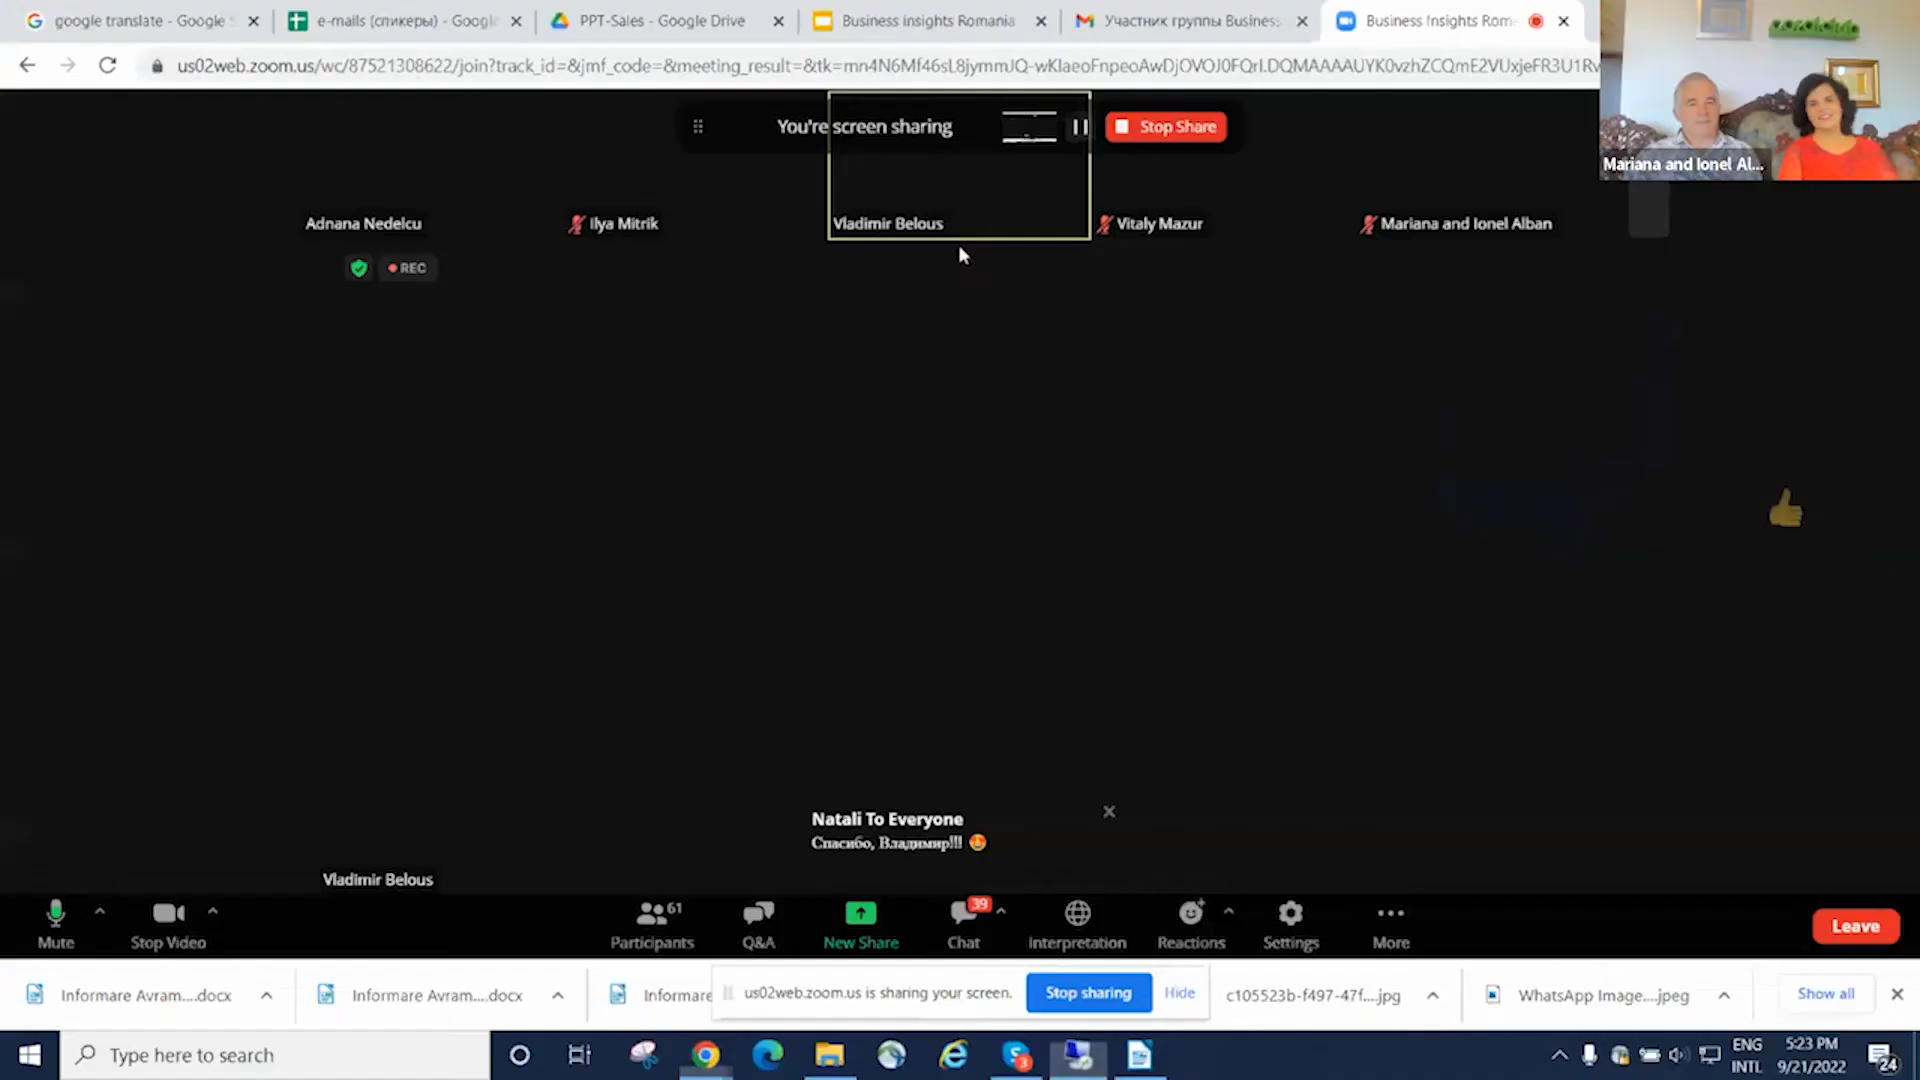 google translate - Google
e-mails (спикеры) - Google
PPT-Sales - Google Drive
Business insights Romania
Участник группы Business
Business Insights Rom
us02web.zoom.us/wc/87521308622/join?track_id=&jmf_code=&meeting_result=&tk=
You're screen sharing
Stop Share
Mariana and Ionel Al...
Adnana Nedelcu
Ilya Mitrik
Vladimir Belous
Vitaly Mazur
Mariana and Ionel Alban
REC
Natali To Everyone
Спасибо, Владимир!!!
Vladimir Belous
Mute
Stop Video
61
Participants
Q&A
New Share
39
Chat
Interpretation
Reactions
Settings
More
Leave
Informare Avram....docx
Informare Avram....docx
Informare
us02web.zoom.us is sharing your screen.
Stop sharing
Hide
c105523b-f497-47f....jpg
WhatsApp Image....jpeg
Show all
Type here to search
3
ENG
INTL
5:23 PM
9/21/2022
24